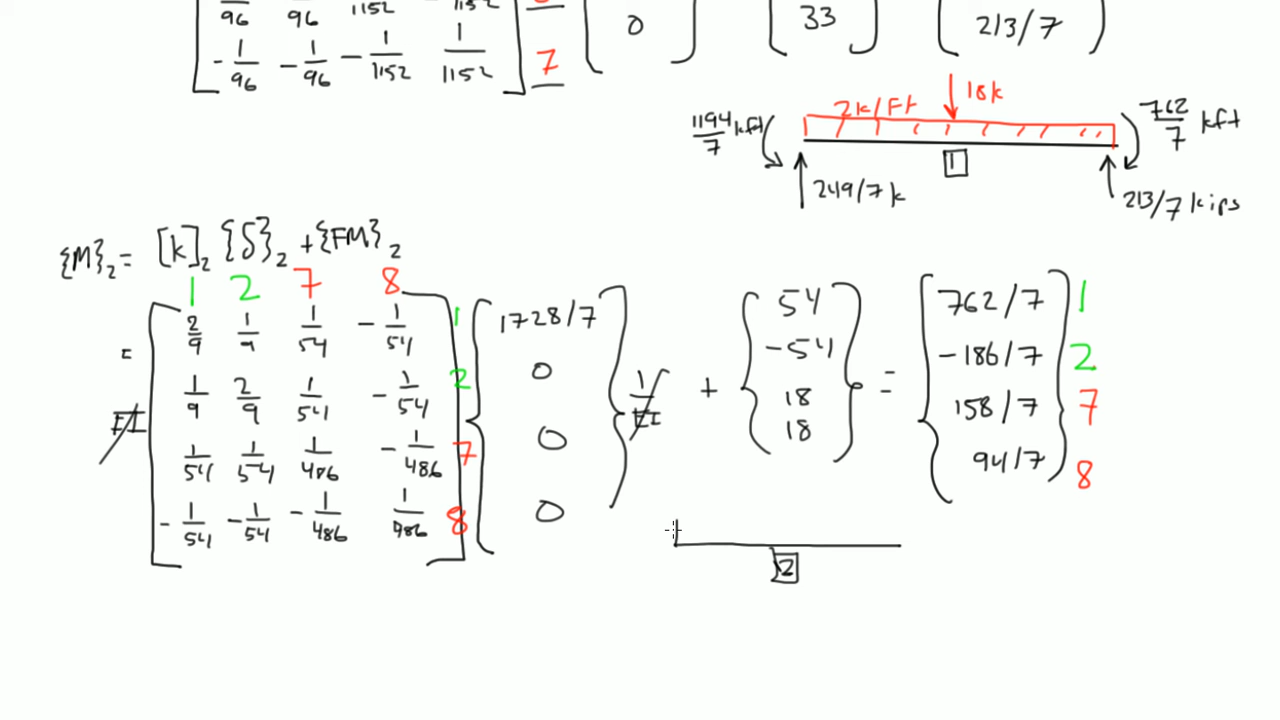 96 96 1152 1152
0 33 213/7
- 1/96 - 1/96 - 1/1152 1/1152 7
2k/Ft 18k
1194/7 kft 762/7 kft
1
249/7 k 213/7 kips
{M}₂ = [k]₂ {δ}₂ + {FM}₂
1 2 7 8
2/9 1/9 1/54 - 1/54 1 1728/7 54 762/7 1
= 1/9 2/9 1/54 - 1/54 2 0 1/EI + -54 = -186/7 2
EI 1/54 1/54 1/486 - 1/486 7 0 18 158/7 7
- 1/54 - 1/54 - 1/486 1/486 8 0 18 94/7 8
2